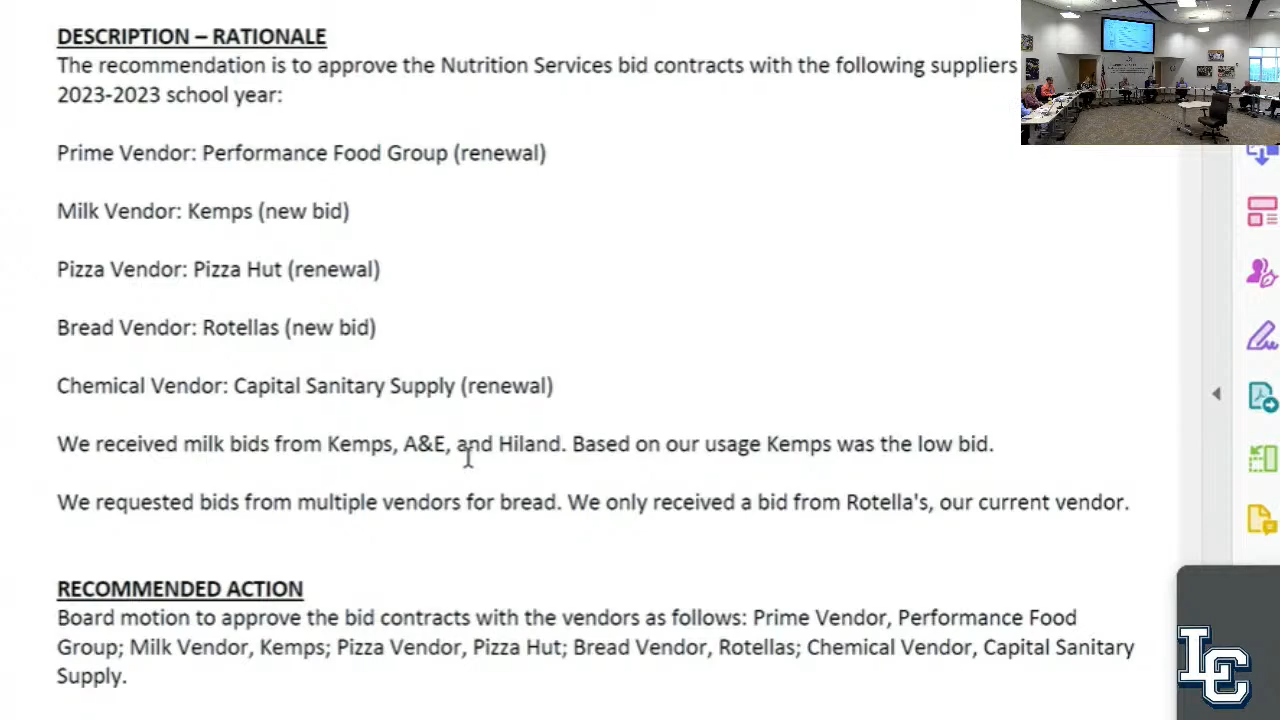 DESCRIPTION – RATIONALE
The recommendation is to approve the Nutrition Services bid contracts with the following suppliers
2023-2023 school year:
Prime Vendor: Performance Food Group (renewal)
Milk Vendor: Kemps (new bid)
Pizza Vendor: Pizza Hut (renewal)
Bread Vendor: Rotellas (new bid)
Chemical Vendor: Capital Sanitary Supply (renewal)
We received milk bids from Kemps, A&E, and Hiland. Based on our usage Kemps was the low bid.
We requested bids from multiple vendors for bread. We only received a bid from Rotella's, our current vendor.
RECOMMENDED ACTION
Board motion to approve the bid contracts with the vendors as follows: Prime Vendor, Performance Food
Group; Milk Vendor, Kemps; Pizza Vendor, Pizza Hut; Bread Vendor, Rotellas; Chemical Vendor, Capital Sanitary
Supply.
LC